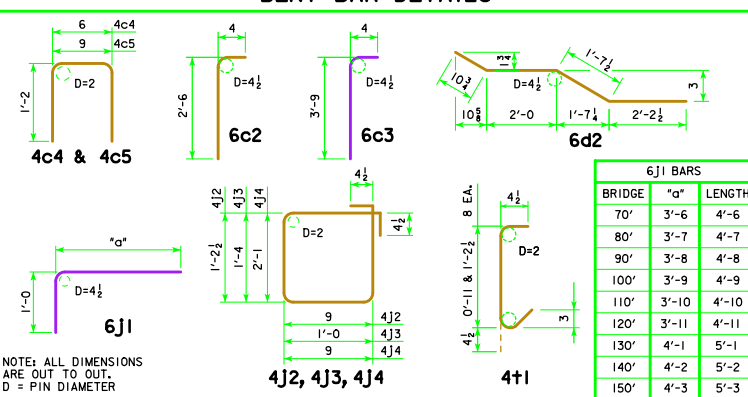 6 4c4
9 4c5
D=2
1'-2
4c4 & 4c5
4
D=4½
2'-6
6c2
4
D=4½
3'-9
6c3
1¾
1'-7½
10¾
D=4½
3
10⅝ 2'-0 1'-7¼ 2'-2½
6d2
"a"
1'-0
D=4½
6j1
4½
4j2 4j3 4j4
4½
D=2
1'-2½ 1'-4 2'-1
9 4j2
1'-0 4j3
9 4j4
4j2, 4j3, 4j4
8 EA.
4½
D=2
0'-11 & 1'-2½
3
4½
4t1
6j1 BARS
BRIDGE "a" LENGTH
70' 3'-6 4'-6
80' 3'-7 4'-7
90' 3'-8 4'-8
100' 3'-9 4'-9
110' 3'-10 4'-10
120' 3'-11 4'-11
130' 4'-1 5'-1
140' 4'-2 5'-2
150' 4'-3 5'-3
NOTE: ALL DIMENSIONS
ARE OUT TO OUT.
D = PIN DIAMETER